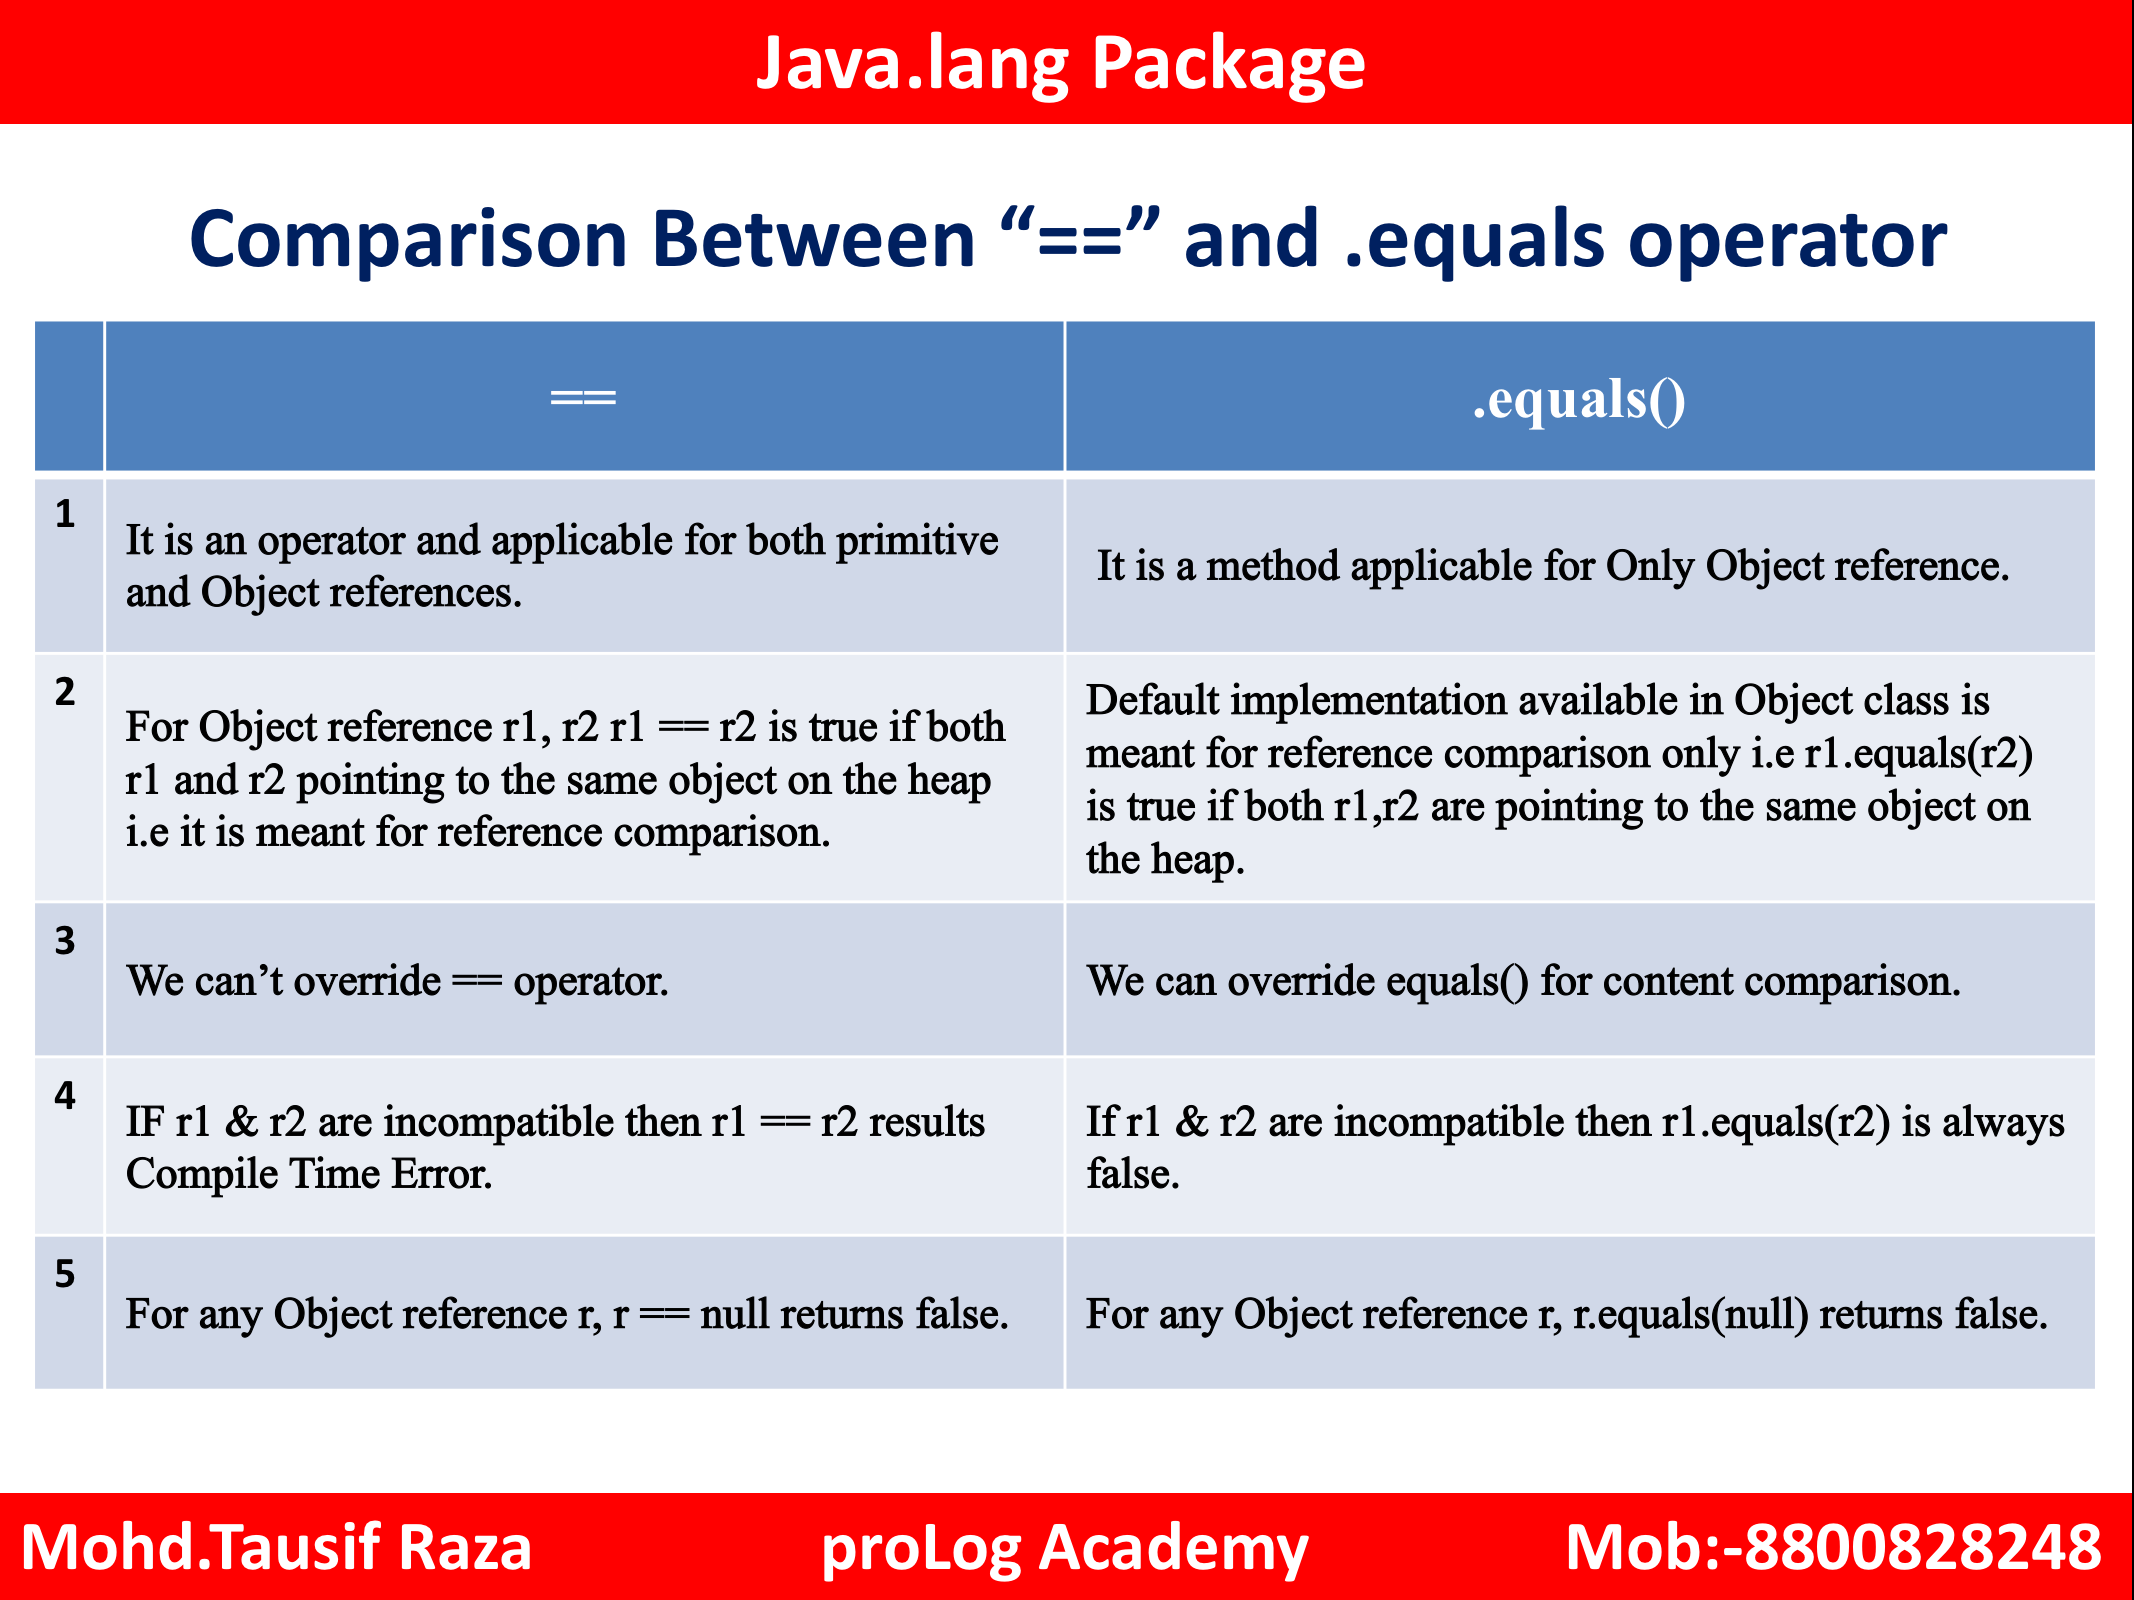 Java.lang Package
Comparison Between “==” and .equals operator
==
.equals()
1
It is an operator and applicable for both primitive
and Object references.
It is a method applicable for Only Object reference.
2
For Object reference r1, r2 r1 == r2 is true if both
r1 and r2 pointing to the same object on the heap
i.e it is meant for reference comparison.
Default implementation available in Object class is
meant for reference comparison only i.e r1.equals(r2)
is true if both r1,r2 are pointing to the same object on
the heap.
3
We can’t override == operator.
We can override equals() for content comparison.
4
IF r1 & r2 are incompatible then r1 == r2 results
Compile Time Error.
If r1 & r2 are incompatible then r1.equals(r2) is always
false.
5
For any Object reference r, r == null returns false.
For any Object reference r, r.equals(null) returns false.
Mohd.Tausif Raza
proLog Academy
Mob:-8800828248